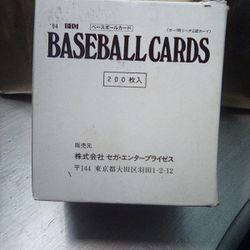 ベースボールカード
'94
BASEBALL CARDS
200枚入
販売元
株式会社 セガ・エンタープライゼス
〒144 東京都大田区羽田1-2-12